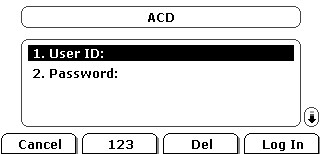 ACD
1. User ID:
2. Password:
Cancel 123 Del Log In